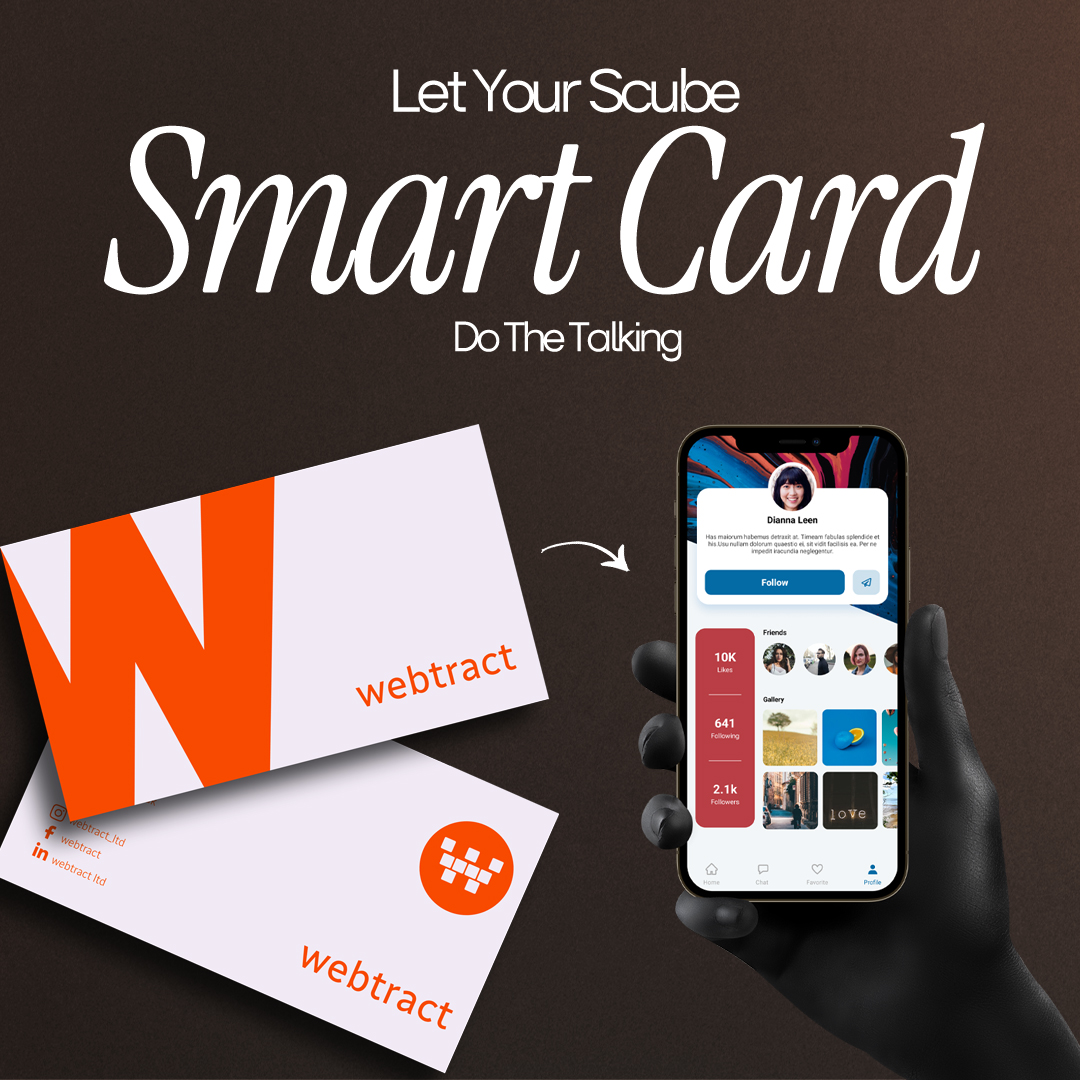 Let Your Scube
Smart Card
Do The Talking
W
webtract
webtract_ltd
webtract
webtract ltd
webtract
Dianna Leen
Has maiorum habemus detraxit at. Timeam fabulas splendide et
his.Usu nullam dolorum quaestio ei, sit vidit facilisis ea. Per ne
impedit iracundia neglegentur.
Follow
10K
Likes
641
Following
2.1k
Followers
Friends
Gallery
love
Home
Chat
Favorite
Profile